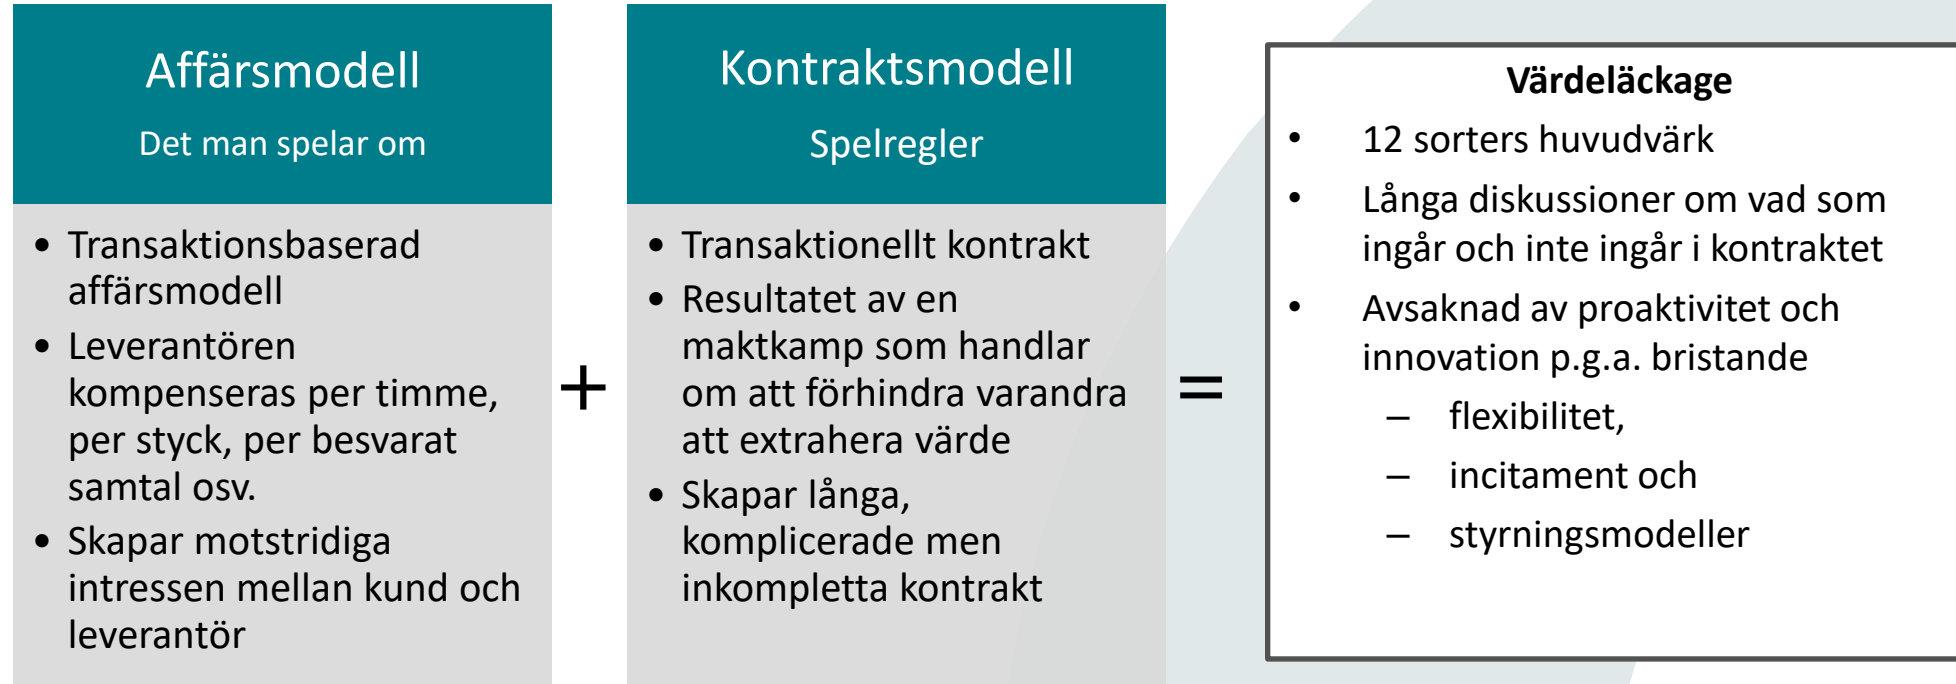 Affärsmodell
Det man spelar om
• Transaktionsbaserad
affärsmodell
• Leverantören
kompenseras per timme,
per styck, per besvarat
samtal osv.
• Skapar motstridiga
intressen mellan kund och
leverantör
+
Kontraktsmodell
Spelregler
• Transaktionellt kontrakt
• Resultatet av en
maktkamp som handlar
om att förhindra varandra
att extrahera värde
• Skapar långa,
komplicerade men
inkompletta kontrakt
=
Värdeläckage
• 12 sorters huvudvärk
• Långa diskussioner om vad som
ingår och inte ingår i kontraktet
• Avsaknad av proaktivitet och
innovation p.g.a. bristande
– flexibilitet,
– incitament och
– styrningsmodeller